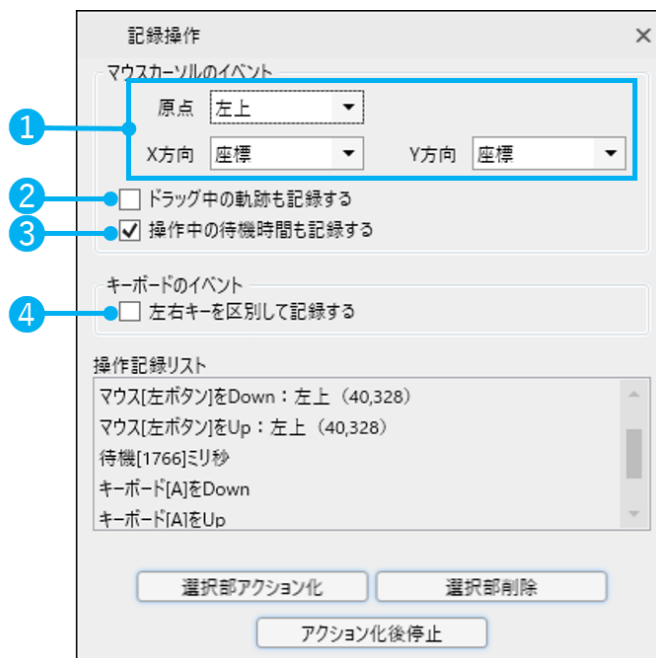 記録操作
マウスカーソルのイベント
原点 左上
1
X方向 座標 Y方向 座標
2 ドラッグ中の軌跡も記録する
3 操作中の待機時間も記録する
キーボードのイベント
4 左右キーを区別して記録する
操作記録リスト
マウス[左ボタン]をDown：左上（40,328）
マウス[左ボタン]をUp：左上（40,328）
待機[1766]ミリ秒
キーボード[A]をDown
キーボード[A]をUp
選択部アクション化 選択部削除
アクション化後停止